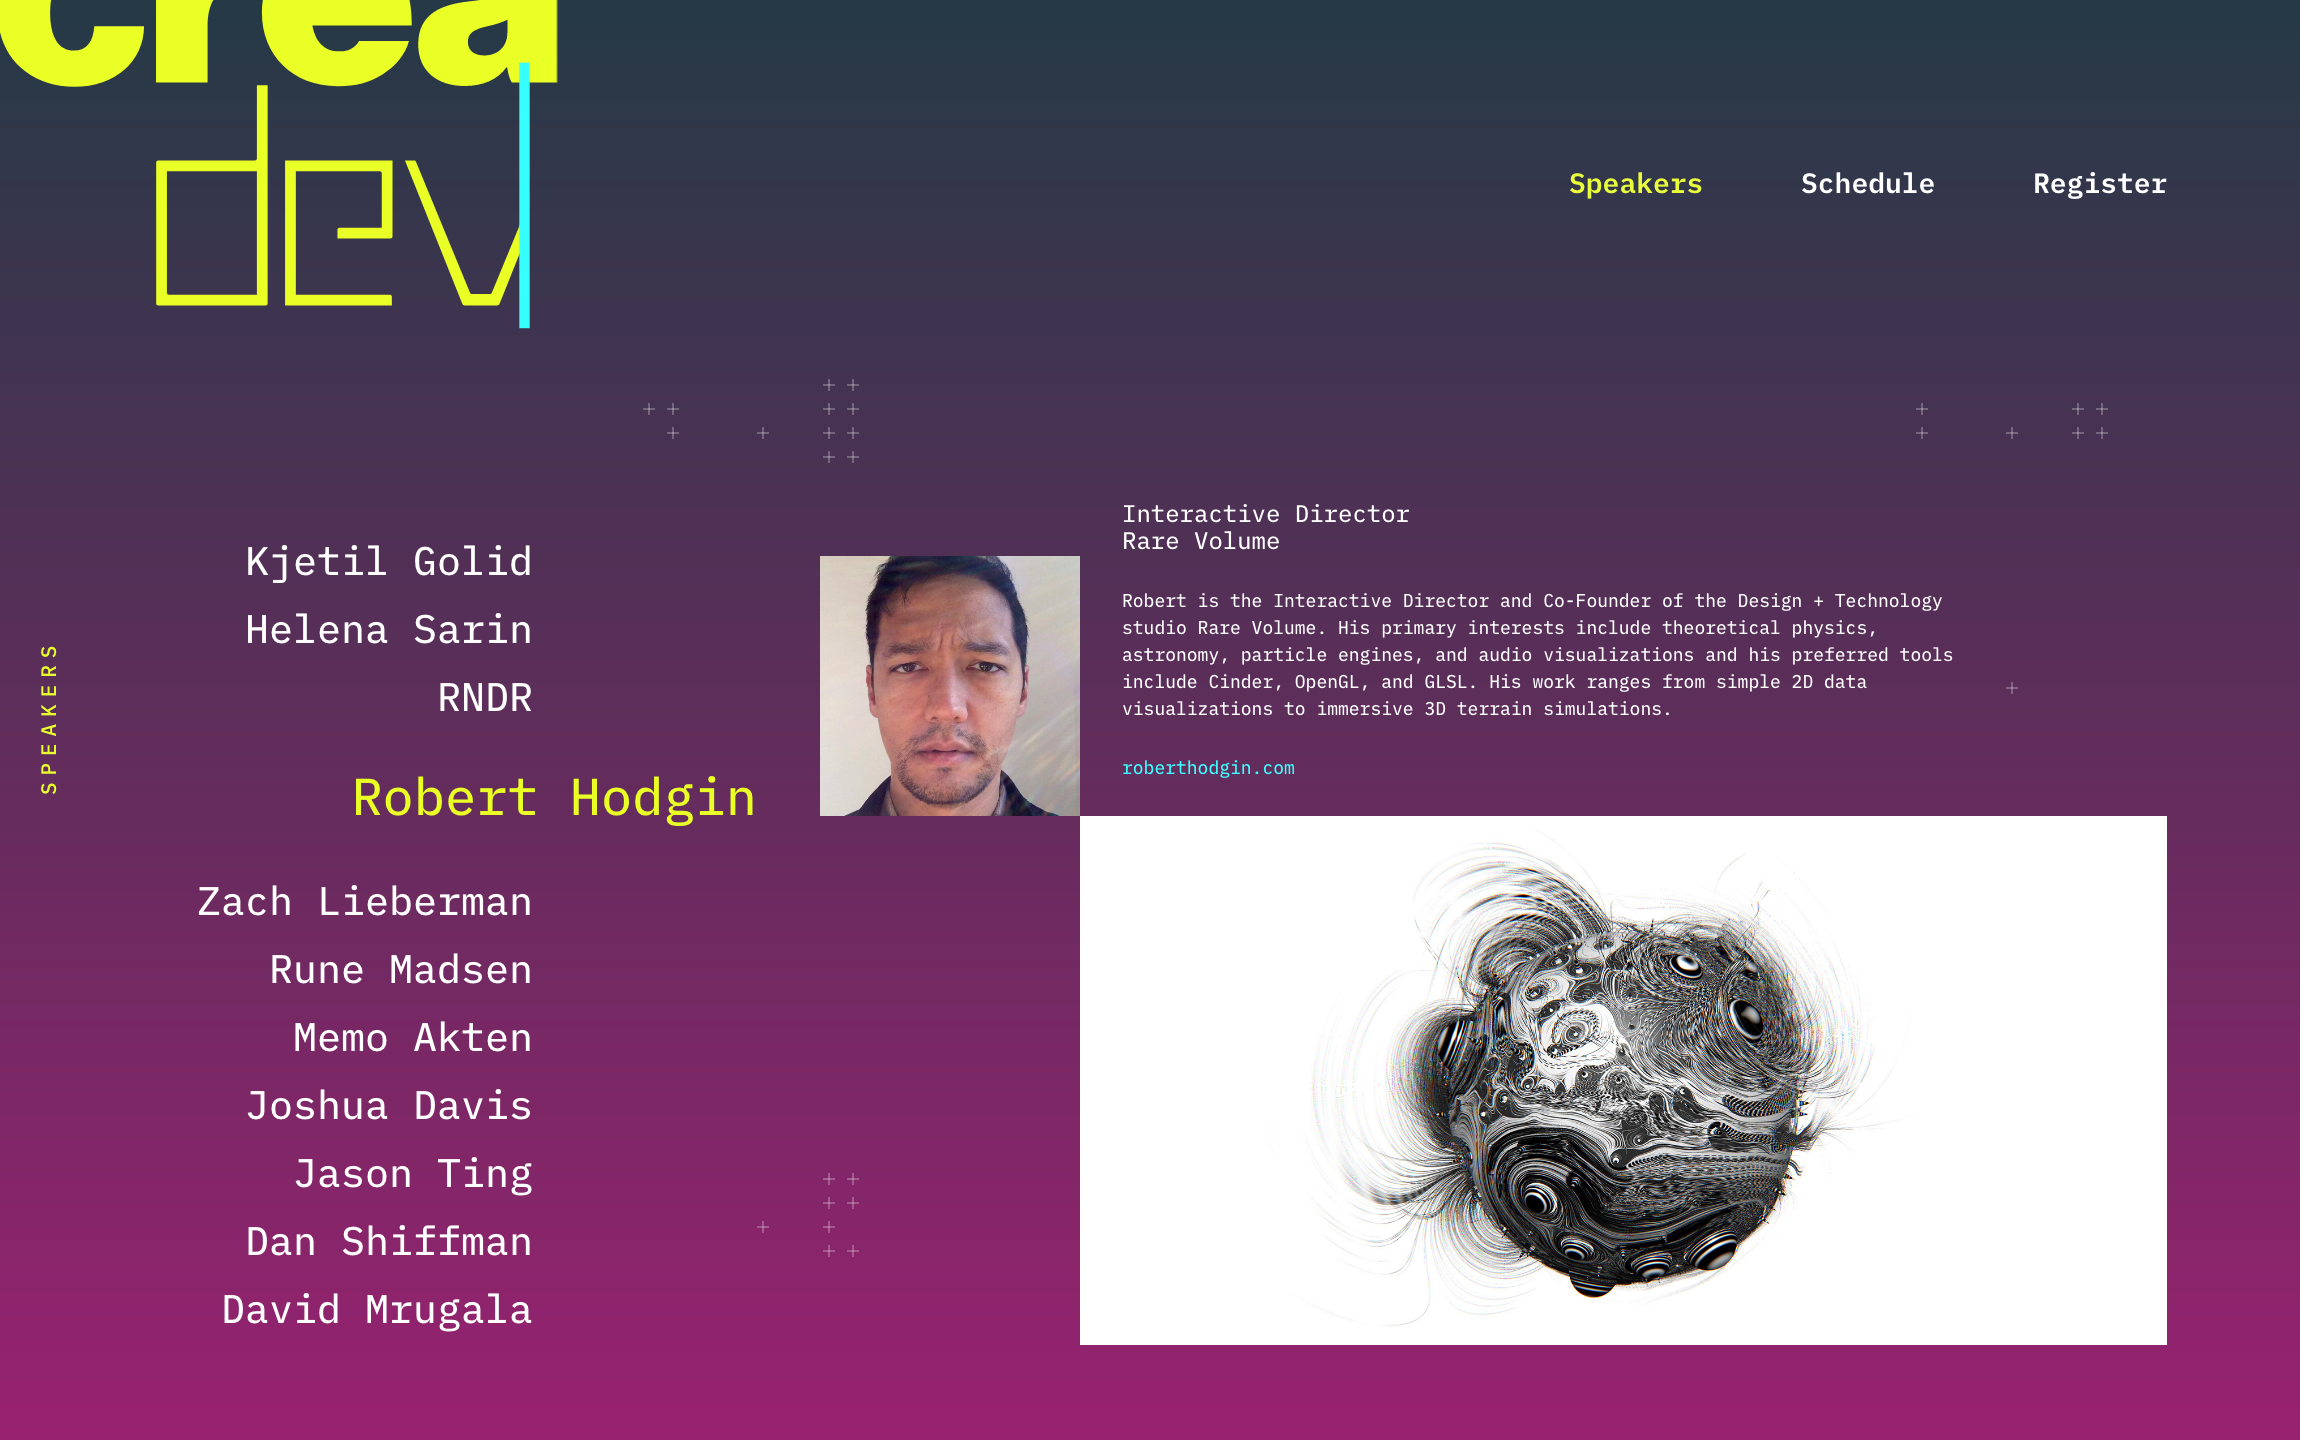 crea
dev
Speakers
Schedule
Register
SPEAKERS
Kjetil Golid
Helena Sarin
RNDR
Robert Hodgin
Zach Lieberman
Rune Madsen
Memo Akten
Joshua Davis
Jason Ting
Dan Shiffman
David Mrugala
Interactive Director
Rare Volume
Robert is the Interactive Director and Co-Founder of the Design + Technology
studio Rare Volume. His primary interests include theoretical physics,
astronomy, particle engines, and audio visualizations and his preferred tools
include Cinder, OpenGL, and GLSL. His work ranges from simple 2D data
visualizations to immersive 3D terrain simulations.
roberthodgin.com